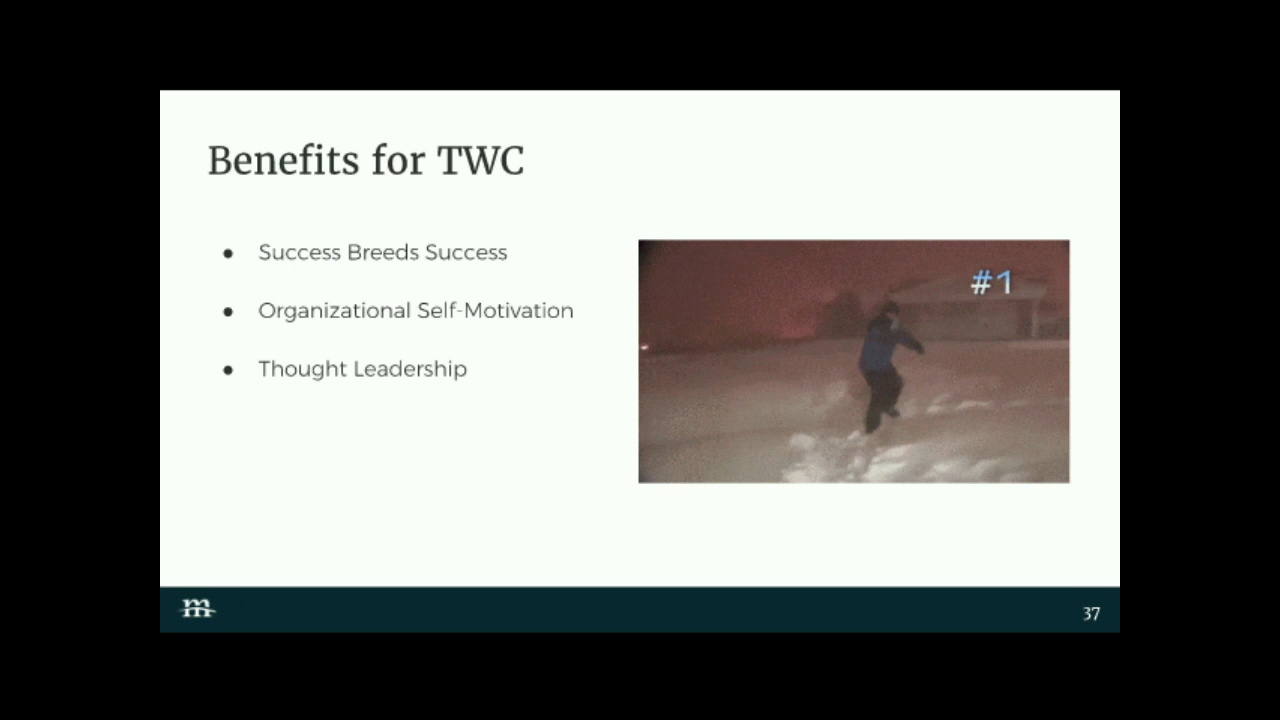 Benefits for TWC
● Success Breeds Success
● Organizational Self-Motivation
● Thought Leadership
#1
m
37